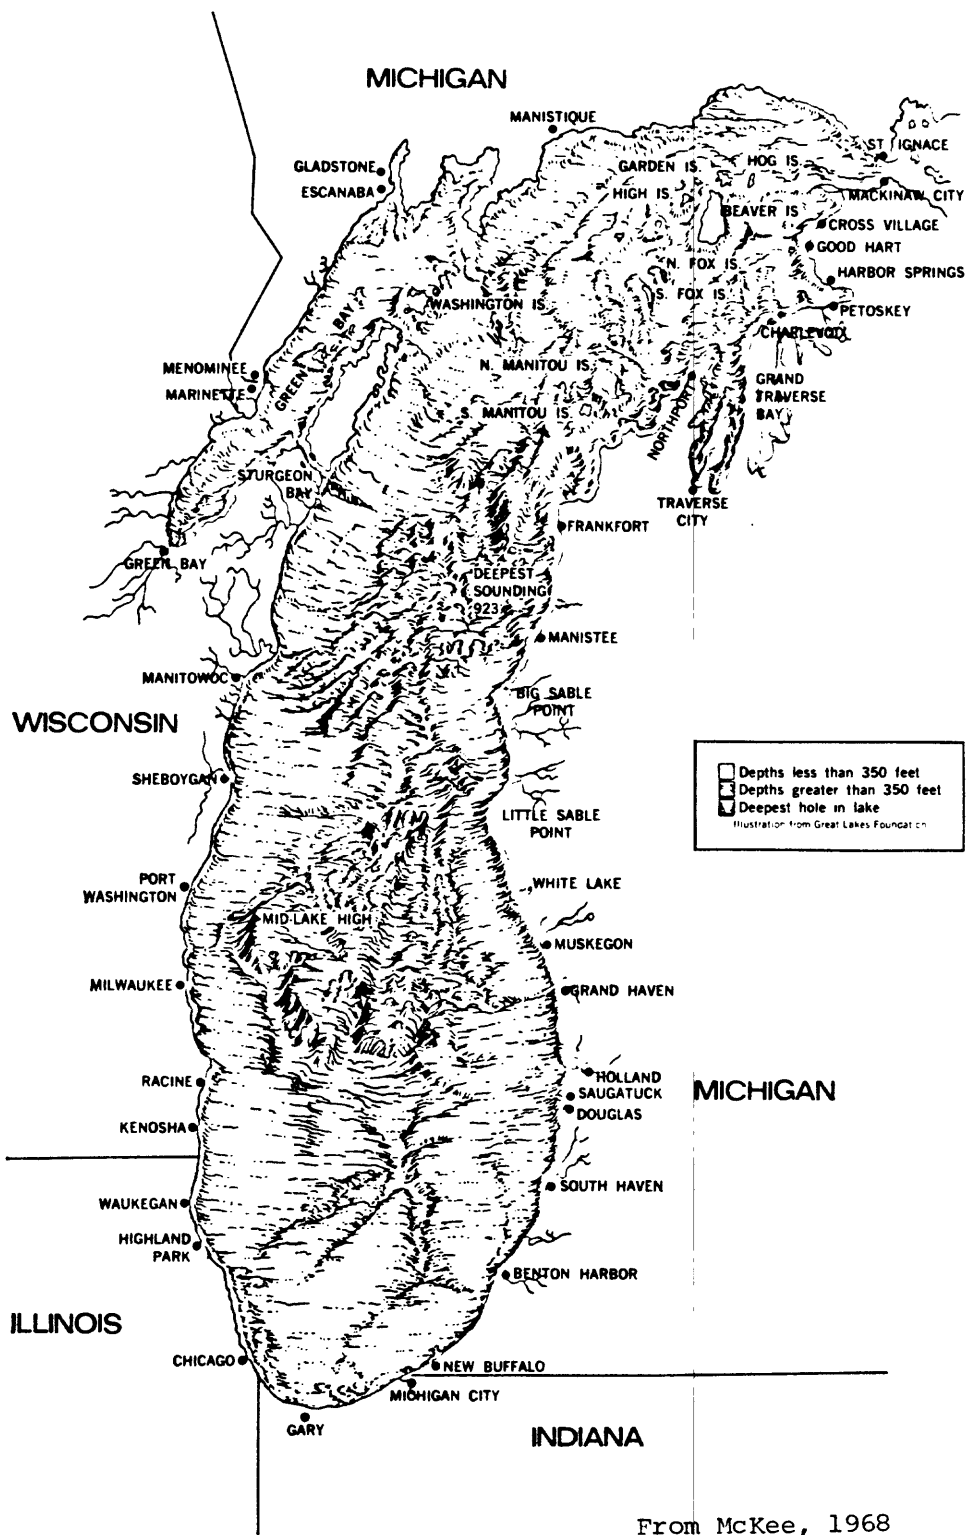 MICHIGAN
MANISTIQUE
GLADSTONE
ESCANABA
GARDEN IS.
HOG IS.
ST. IGNACE
HIGH IS.
MACKINAW CITY
BEAVER IS.
CROSS VILLAGE
GOOD HART
N. FOX IS.
HARBOR SPRINGS
S. FOX IS.
WASHINGTON IS.
PETOSKEY
CHARLEVOIX
GREEN BAY
MENOMINEE
MARINETTE
N. MANITOU IS.
S. MANITOU IS.
NORTHPORT
GRAND
TRAVERSE
BAY
STURGEON
BAY
TRAVERSE
CITY
FRANKFORT
GREEN BAY
DEEPEST
SOUNDING
923
MANISTEE
MANITOWOC
BIG SABLE
POINT
WISCONSIN
SHEBOYGAN
LITTLE SABLE
POINT
Depths less than 350 feet
Depths greater than 350 feet
Deepest hole in lake
Illustration from Great Lakes Foundation
PORT
WASHINGTON
WHITE LAKE
MID-LAKE HIGH
MUSKEGON
MILWAUKEE
GRAND HAVEN
RACINE
HOLLAND
SAUGATUCK
DOUGLAS
MICHIGAN
KENOSHA
SOUTH HAVEN
WAUKEGAN
HIGHLAND
PARK
BENTON HARBOR
ILLINOIS
CHICAGO
NEW BUFFALO
MICHIGAN CITY
GARY
INDIANA
From McKee, 1968